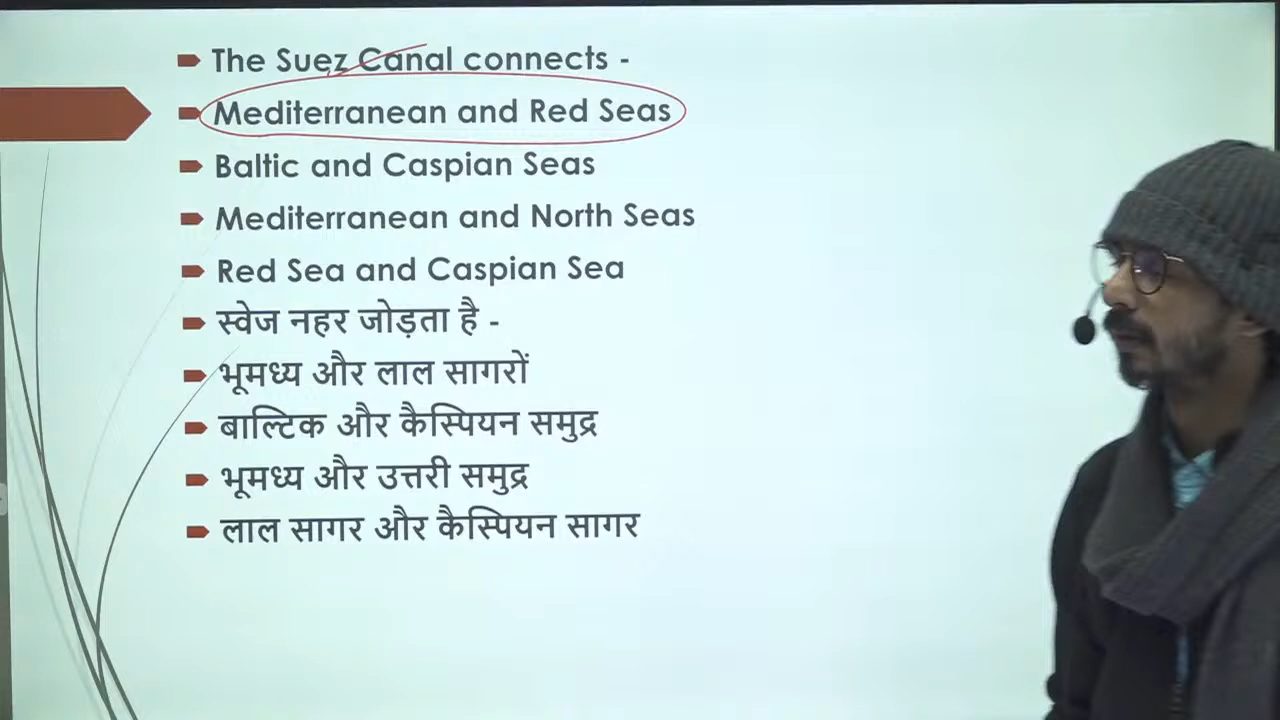 The Suez Canal connects -
Mediterranean and Red Seas
Baltic and Caspian Seas
Mediterranean and North Seas
Red Sea and Caspian Sea
स्वेज नहर जोड़ता है -
भूमध्य और लाल सागरों
बाल्टिक और कैस्पियन समुद्र
भूमध्य और उत्तरी समुद्र
लाल सागर और कैस्पियन सागर